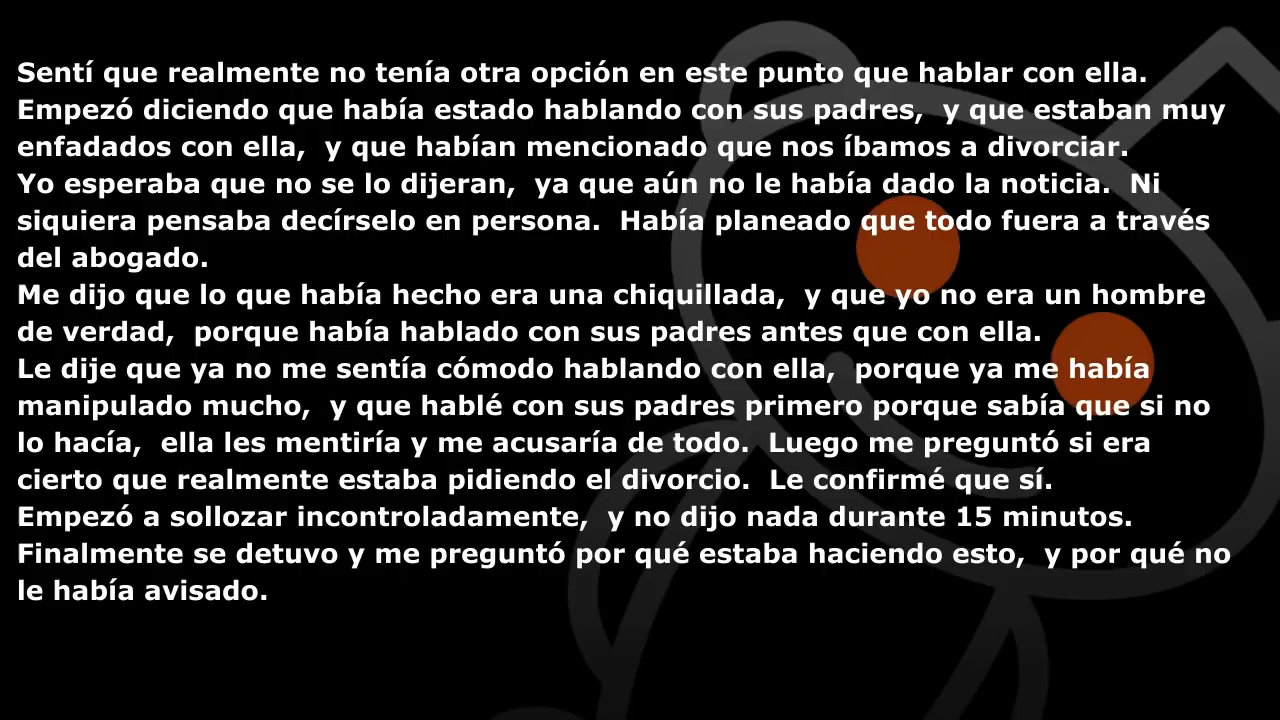 Sentí que realmente no tenía otra opción en este punto que hablar con ella.
Empezó diciendo que había estado hablando con sus padres,  y que estaban muy
enfadados con ella,  y que habían mencionado que nos íbamos a divorciar.
Yo esperaba que no se lo dijeran,  ya que aún no le había dado la noticia.  Ni
siquiera pensaba decírselo en persona.  Había planeado que todo fuera a través
del abogado.
Me dijo que lo que había hecho era una chiquillada,  y que yo no era un hombre
de verdad,  porque había hablado con sus padres antes que con ella.
Le dije que ya no me sentía cómodo hablando con ella,  porque ya me había
manipulado mucho,  y que hablé con sus padres primero porque sabía que si no
lo hacía,  ella les mentiría y me acusaría de todo.  Luego me preguntó si era
cierto que realmente estaba pidiendo el divorcio.  Le confirmé que sí.
Empezó a sollozar incontroladamente,  y no dijo nada durante 15 minutos.
Finalmente se detuvo y me preguntó por qué estaba haciendo esto,  y por qué no
le había avisado.